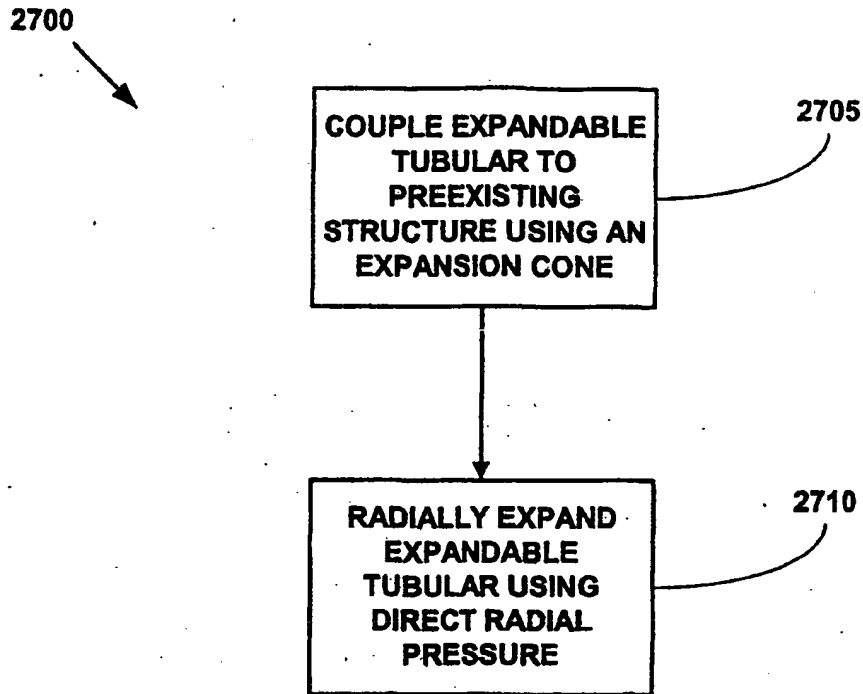 2700
COUPLE EXPANDABLE
TUBULAR TO
PREEXISTING
STRUCTURE USING AN
EXPANSION CONE
2705
RADIALLY EXPAND
EXPANDABLE
TUBULAR USING
DIRECT RADIAL
PRESSURE
2710